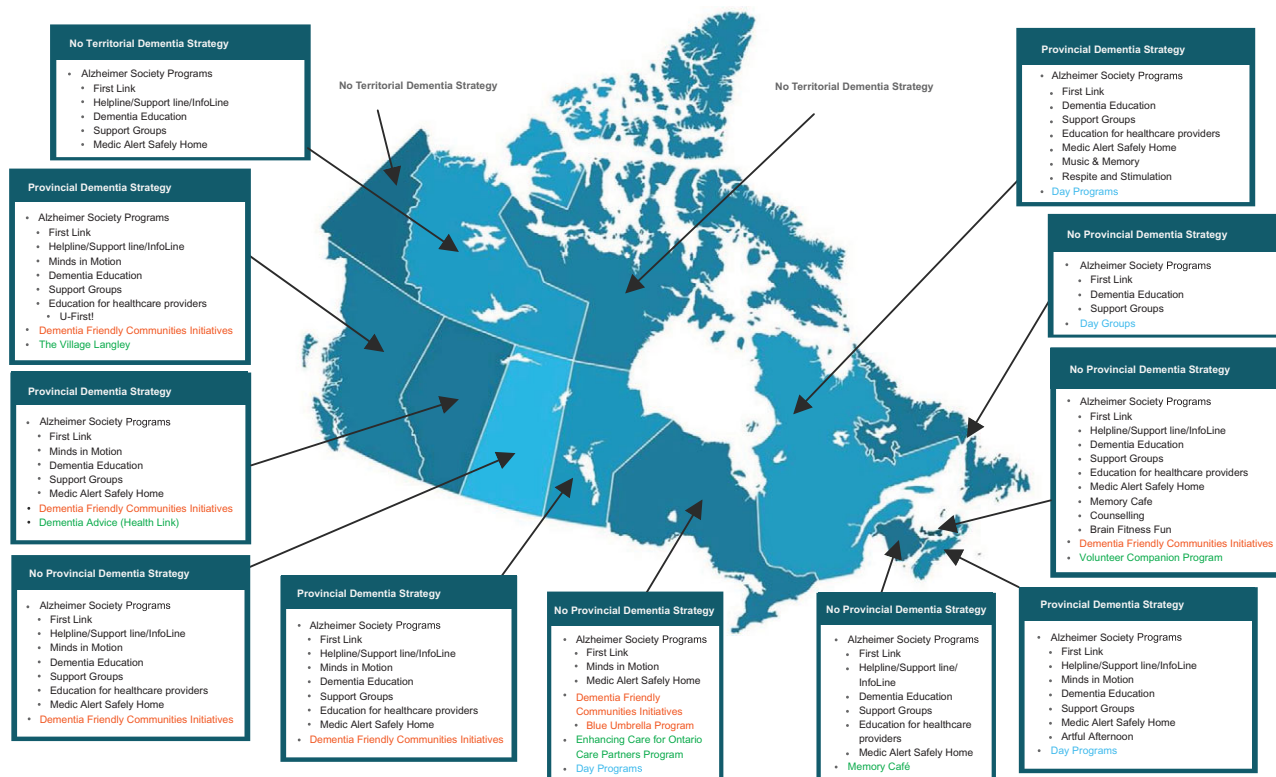 No Territorial Dementia Strategy
• Alzheimer Society Programs
• First Link
• Helpline/Support line/InfoLine
• Dementia Education
• Support Groups
• Medic Alert Safely Home
No Territorial Dementia Strategy
No Territorial Dementia Strategy
Provincial Dementia Strategy
• Alzheimer Society Programs
• First Link
• Dementia Education
• Support Groups
• Education for healthcare providers
• Medic Alert Safely Home
• Music & Memory
• Respite and Stimulation
• Day Programs
Provincial Dementia Strategy
• Alzheimer Society Programs
• First Link
• Helpline/Support line/InfoLine
• Minds in Motion
• Dementia Education
• Support Groups
• Education for healthcare providers
• U-First!
• Dementia Friendly Communities Initiatives
• The Village Langley
No Provincial Dementia Strategy
• Alzheimer Society Programs
• First Link
• Dementia Education
• Support Groups
• Day Groups
Provincial Dementia Strategy
• Alzheimer Society Programs
• First Link
• Minds in Motion
• Dementia Education
• Support Groups
• Medic Alert Safely Home
• Dementia Friendly Communities Initiatives
• Dementia Advice (Health Link)
No Provincial Dementia Strategy
• Alzheimer Society Programs
• First Link
• Helpline/Support line/InfoLine
• Dementia Education
• Support Groups
• Education for healthcare providers
• Medic Alert Safely Home
• Memory Cafe
• Counselling
• Brain Fitness Fun
• Dementia Friendly Communities Initiatives
• Volunteer Companion Program
No Provincial Dementia Strategy
• Alzheimer Society Programs
• First Link
• Helpline/Support line/InfoLine
• Minds in Motion
• Dementia Education
• Support Groups
• Education for healthcare providers
• Medic Alert Safely Home
• Dementia Friendly Communities Initiatives
Provincial Dementia Strategy
• Alzheimer Society Programs
• First Link
• Helpline/Support line/InfoLine
• Minds in Motion
• Dementia Education
• Support Groups
• Education for healthcare providers
• Medic Alert Safely Home
• Dementia Friendly Communities Initiatives
No Provincial Dementia Strategy
• Alzheimer Society Programs
• First Link
• Minds in Motion
• Medic Alert Safely Home
• Dementia Friendly
Communities Initiatives
• Blue Umbrella Program
• Enhancing Care for Ontario
Care Partners Program
• Day Programs
No Provincial Dementia Strategy
• Alzheimer Society Programs
• First Link
• Helpline/Support line/
InfoLine
• Dementia Education
• Support Groups
• Education for healthcare
providers
• Medic Alert Safely Home
• Memory Café
Provincial Dementia Strategy
• Alzheimer Society Programs
• First Link
• Helpline/Support line/InfoLine
• Minds in Motion
• Dementia Education
• Support Groups
• Medic Alert Safely Home
• Artful Afternoon
• Day Programs